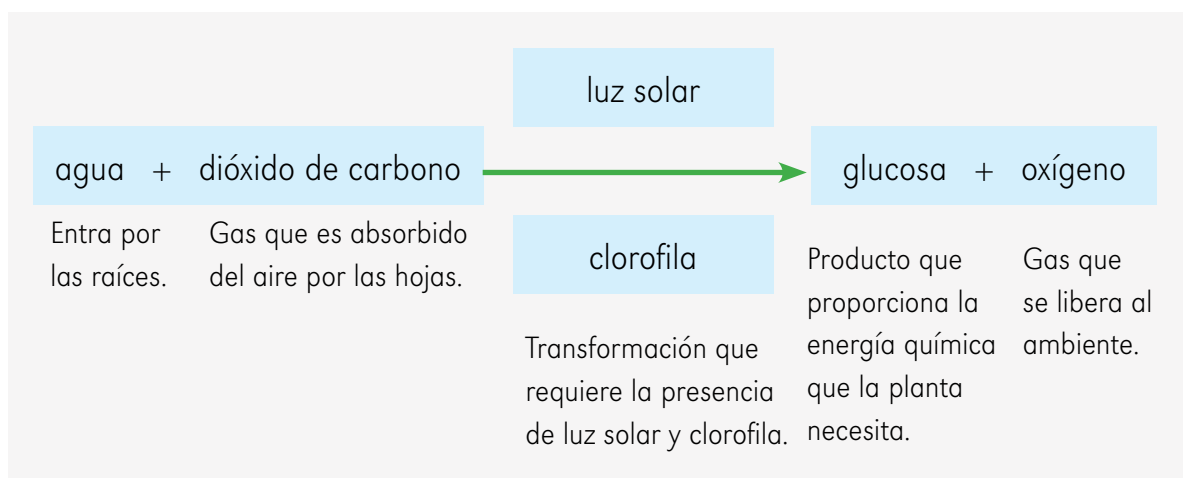 luz solar
agua + dióxido de carbono
glucosa + oxígeno
Entra por
las raíces.
Gas que es absorbido
del aire por las hojas.
clorofila
Transformación que
requiere la presencia
de luz solar y clorofila.
Producto que
proporciona la
energía química
que la planta
necesita.
Gas que
se libera al
ambiente.